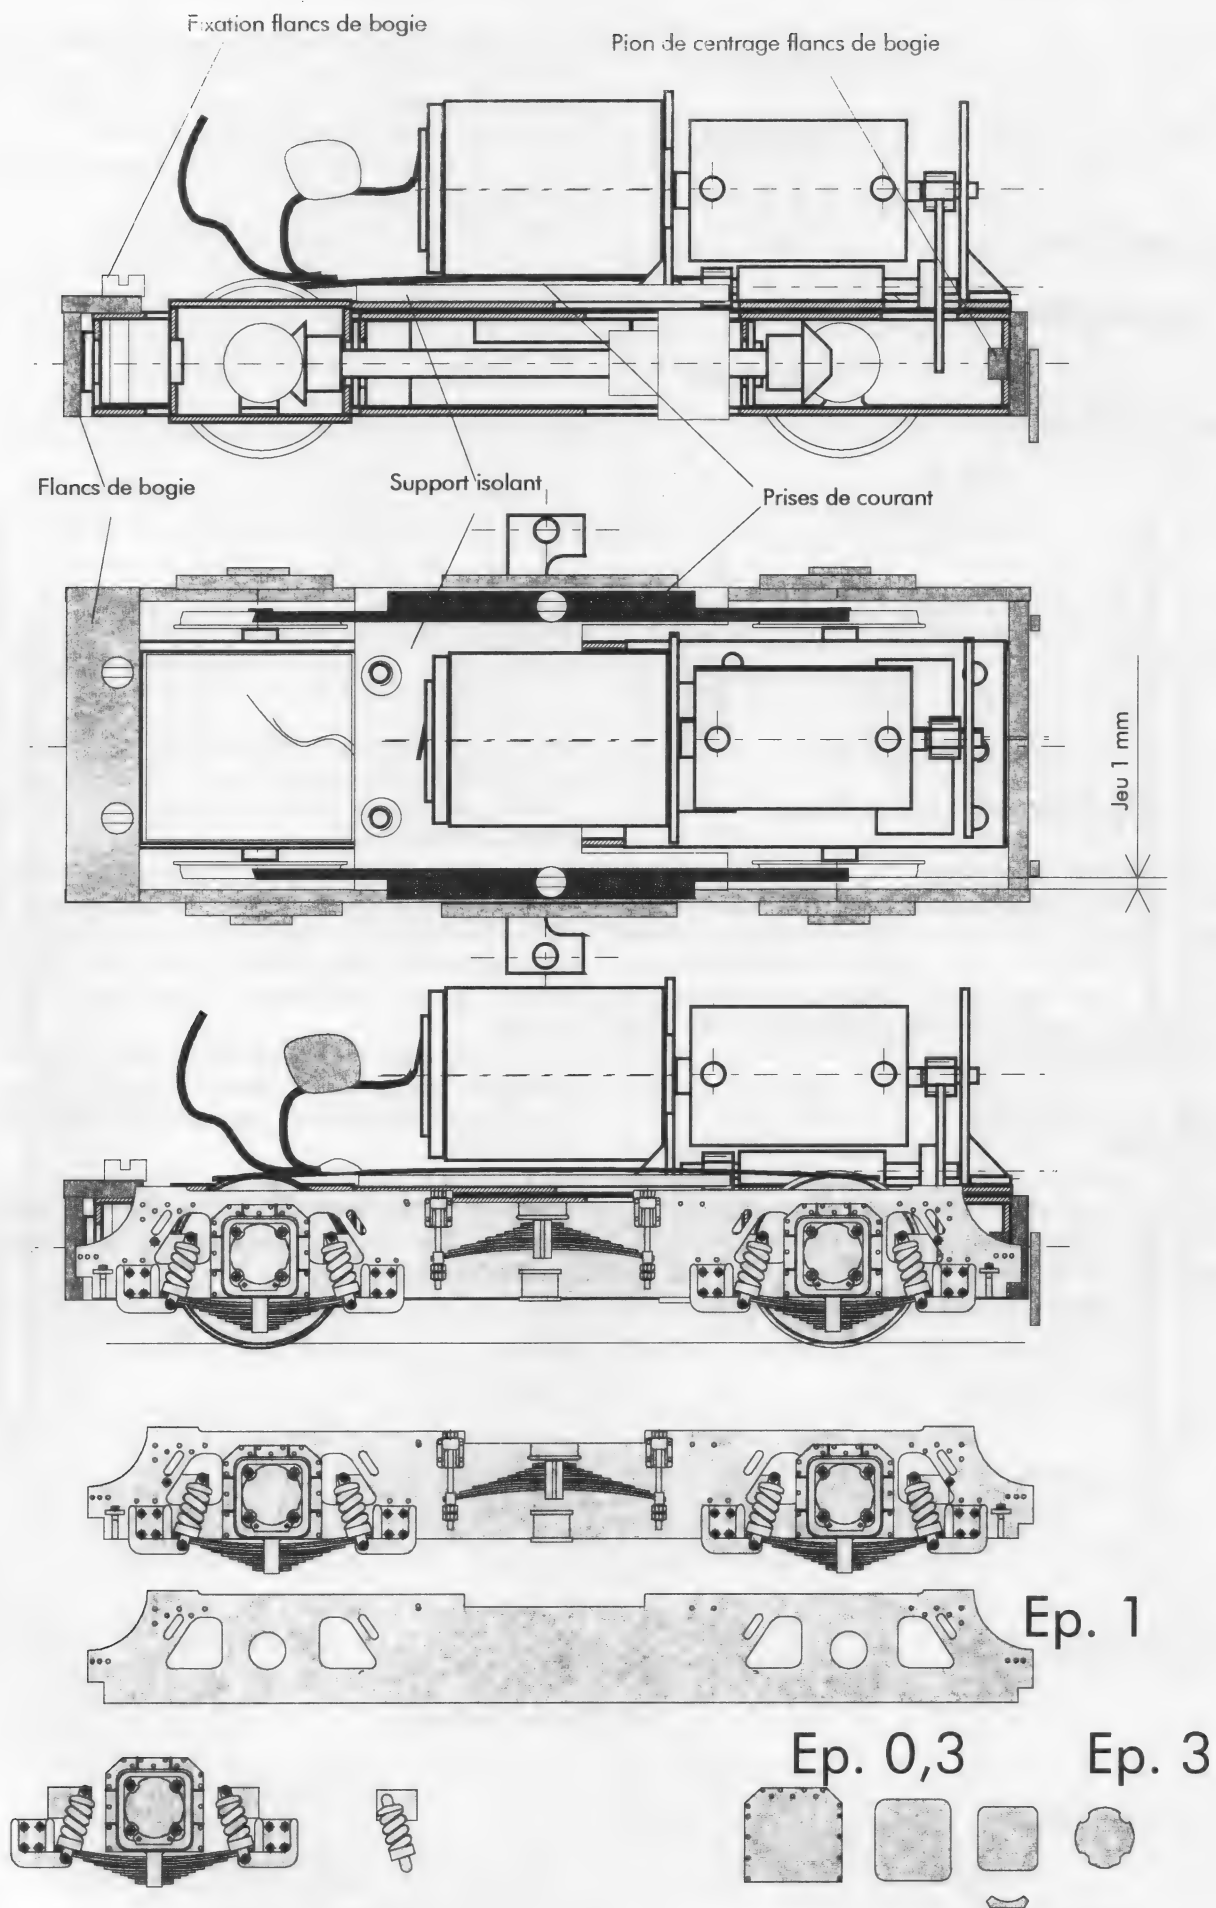 Fixation flancs de bogie
Pion de centrage flancs de bogie
Flancs de bogie
Support isolant
Prises de courant
Jeu 1 mm
Ep. 1
Ep. 0,3
Ep. 3